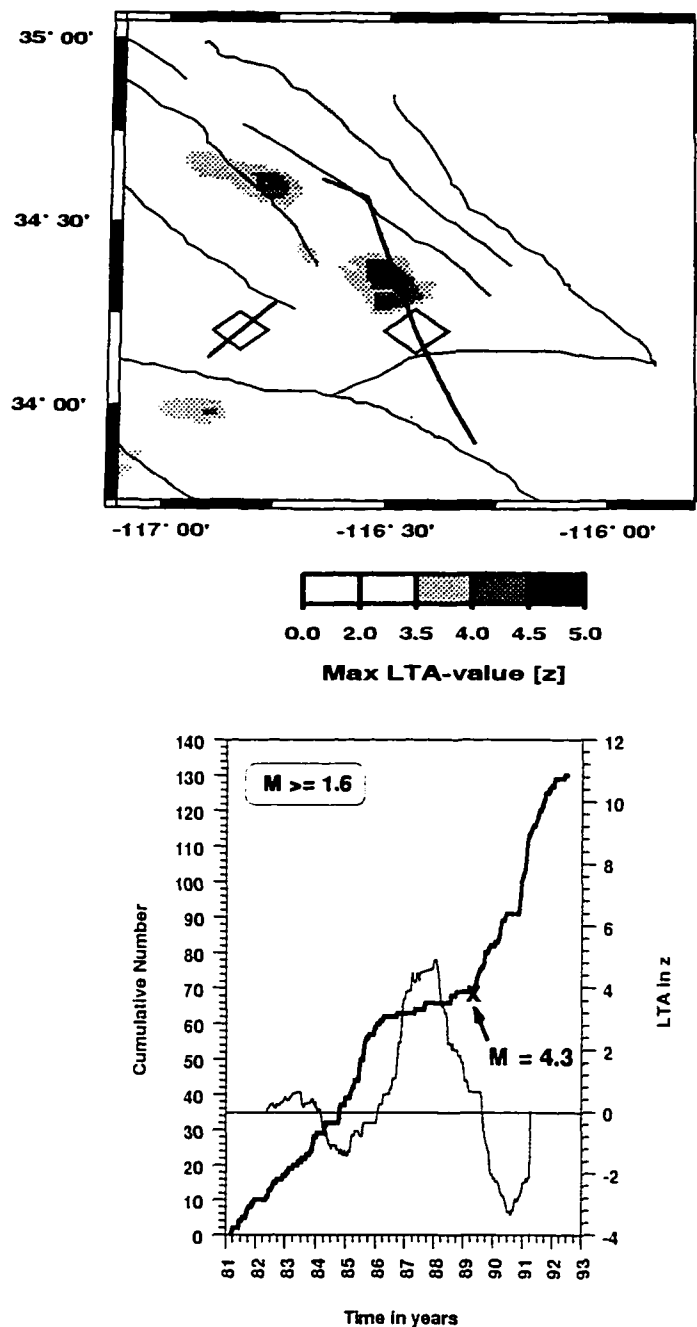 35° 00'
34° 30'
34° 00'
-117° 00' -116° 30' -116° 00'
0.0 2.0 3.5 4.0 4.5 5.0
Max LTA-value [z]
140
130
120
110
100
90
80
70
60
50
40
30
20
10
0
Cumulative Number
M >= 1.6
X
M = 4.3
12
10
8
6
4
2
0
-2
-4
LTA in z
81 82 83 84 85 86 87 88 89 90 91 92 93
Time in years